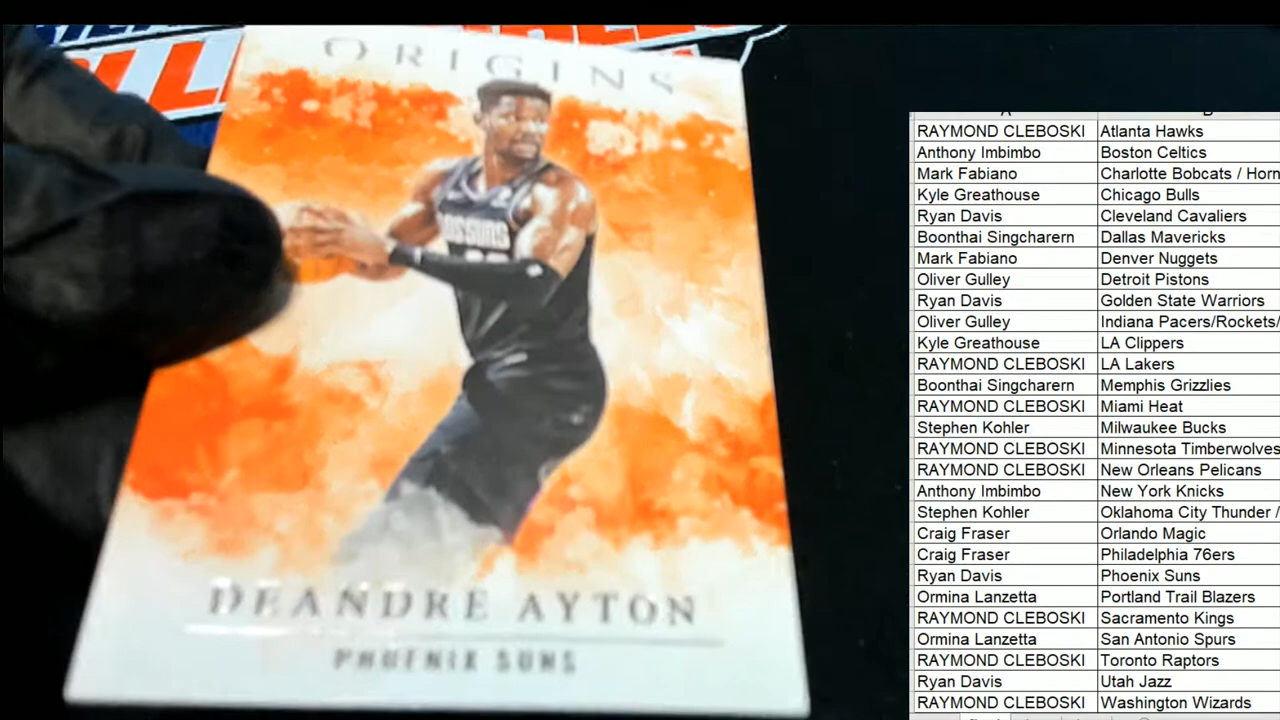 ORIGINS
DEANDRE AYTON
PHOENIX SUNS
RAYMOND CLEBOSKI Atlanta Hawks
Anthony Imbimbo Boston Celtics
Mark Fabiano Charlotte Bobcats / Horn
Kyle Greathouse Chicago Bulls
Ryan Davis Cleveland Cavaliers
Boonthai Singcharern Dallas Mavericks
Mark Fabiano Denver Nuggets
Oliver Gulley Detroit Pistons
Ryan Davis Golden State Warriors
Oliver Gulley Indiana Pacers/Rockets/
Kyle Greathouse LA Clippers
RAYMOND CLEBOSKI LA Lakers
Boonthai Singcharern Memphis Grizzlies
RAYMOND CLEBOSKI Miami Heat
Stephen Kohler Milwaukee Bucks
RAYMOND CLEBOSKI Minnesota Timberwolves
RAYMOND CLEBOSKI New Orleans Pelicans
Anthony Imbimbo New York Knicks
Stephen Kohler Oklahoma City Thunder /
Craig Fraser Orlando Magic
Craig Fraser Philadelphia 76ers
Ryan Davis Phoenix Suns
Ormina Lanzetta Portland Trail Blazers
RAYMOND CLEBOSKI Sacramento Kings
Ormina Lanzetta San Antonio Spurs
RAYMOND CLEBOSKI Toronto Raptors
Ryan Davis Utah Jazz
RAYMOND CLEBOSKI Washington Wizards